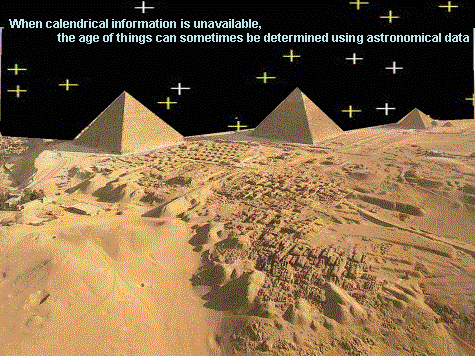 When calendrical information is unavailable,
the age of things can sometimes be determined using astronomical data